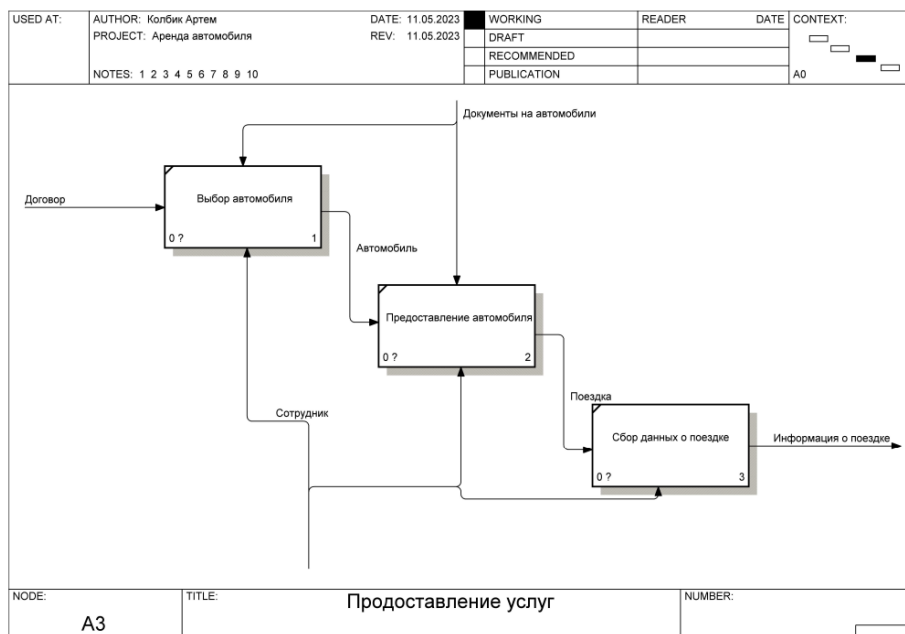 USED AT:
AUTHOR: Колбик Артем
DATE: 11.05.2023
WORKING
READER
DATE
CONTEXT:
PROJECT: Аренда автомобиля
REV: 11.05.2023
DRAFT
RECOMMENDED
NOTES: 1 2 3 4 5 6 7 8 9 10
PUBLICATION
A0
Документы на автомобили
Договор
Выбор автомобиля
0 ?
1
Автомобиль
Предоставление автомобиля
0 ?
2
Поездка
Сотрудник
Сбор данных о поездке
Информация о поездке
0 ?
3
NODE:
TITLE:
Продоставление услуг
NUMBER:
A3